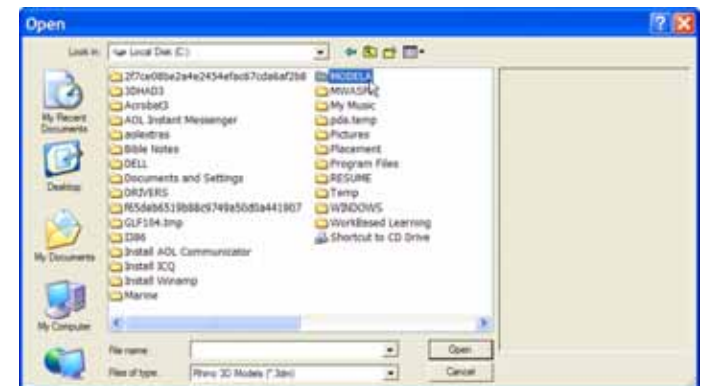 Open
Look in: Local Disk (C:)
My Recent Documents
Desktop
My Documents
My Computer
2f7ce08be2a4e2454efac67cda6af2b8
3DHAD3
Acrobat3
AOL Instant Messenger
aolextras
Bible Notes
DELL
Documents and Settings
DRIVERS
GLF104.tmp
I386
Install AOL Communicator
Install ICQ
Install Winamp
Marine
MODELA
My Music
pda.temp
Pictures
Placement
Program Files
RESUME
Temp
WINDOWS
WorkBased Learning
Shortcut to CD Drive
File name:
Open
Files of type: Rhino 3D Models (*.3dm)
Cancel